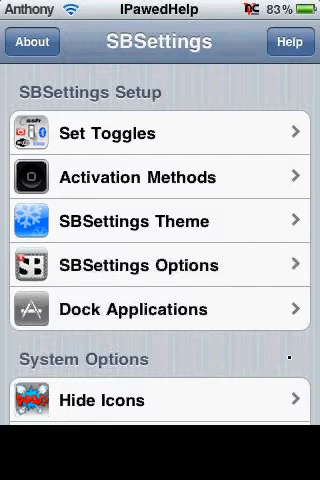 Anthony IPawedHelp 83%
About SBSettings Help
SBSettings Setup
Set Toggles
Activation Methods
SBSettings Theme
SB
SBSettings Options
Dock Applications
System Options
Hide Icons